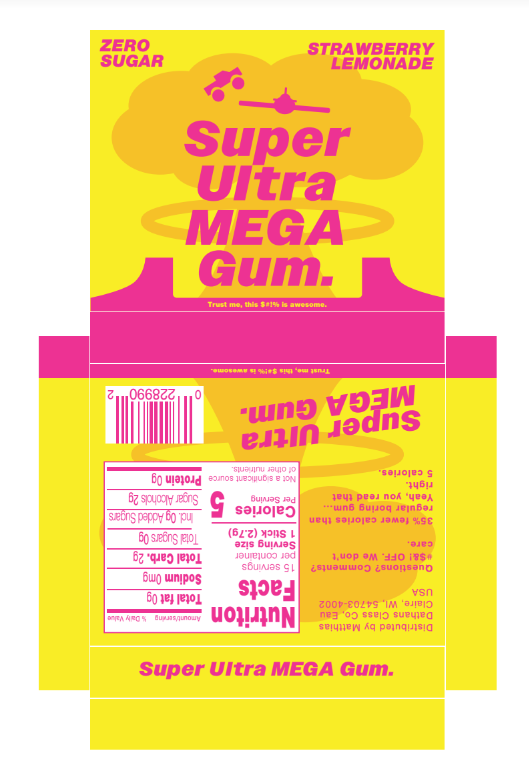 ZERO
SUGAR
STRAWBERRY
LEMONADE
Super
Ultra
MEGA
Gum.
Trust me, this $#!% is awesome.
Trust me, this $#!% is awesome.
Super Ultra
MEGA Gum.
0 228990 2
Distributed by Matthias
Dathans Class Co, Eau
Claire, WI, 54703-4002
USA
Questions? Comments?
OFF. We don't
care.
35% fewer calories than
regular boring gum...
Yeah, you read that
right.
5 calories.
Nutriton
Facts
15 servings
per container
Serving size
1 Stick (2.7g)
Calories 5
Per Serving
Not a significant source
of other nutrients.
Amount/serving % Daily Value
Total fat 0g
Sodium 0mg
Total Carb. 2g
Total Sugars 0g
Incl. 0g Added Sugars
Sugar Alcohols 2g
Protein 0g
Super Ultra MEGA Gum.